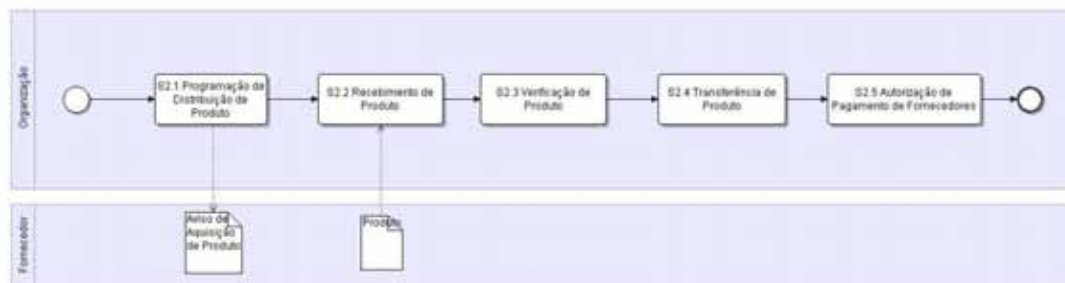 Organização
S2.1 Programação da
Distribuição de
Produto
S2.2 Recebimento de
Produto
S2.3 Verificação de
Produto
S2.4 Transferência de
Produto
S2.5 Autorização de
Pagamento de Fornecedores
Fornecedor
Aviso de
Aquisição
de Produto
Produto